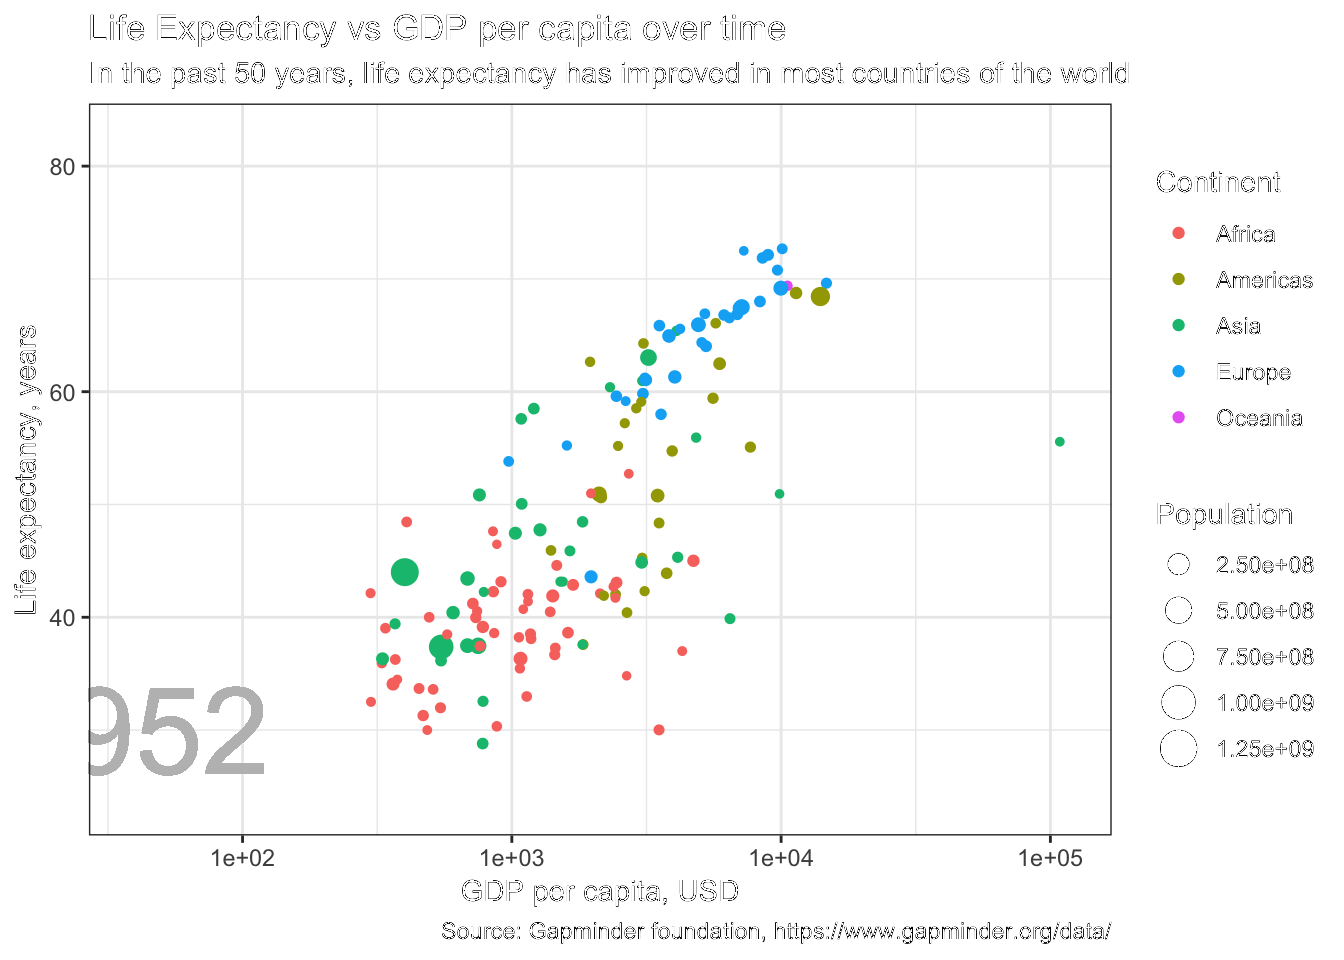 Life Expectancy vs GDP per capita over time
In the past 50 years, life expectancy has improved in most countries of the world
80
60
40
Life expectancy, years
952
1e+02
1e+03
1e+04
1e+05
GDP per capita, USD
Source: Gapminder foundation, https://www.gapminder.org/data/
Continent
Africa
Americas
Asia
Europe
Oceania
Population
2.50e+08
5.00e+08
7.50e+08
1.00e+09
1.25e+09